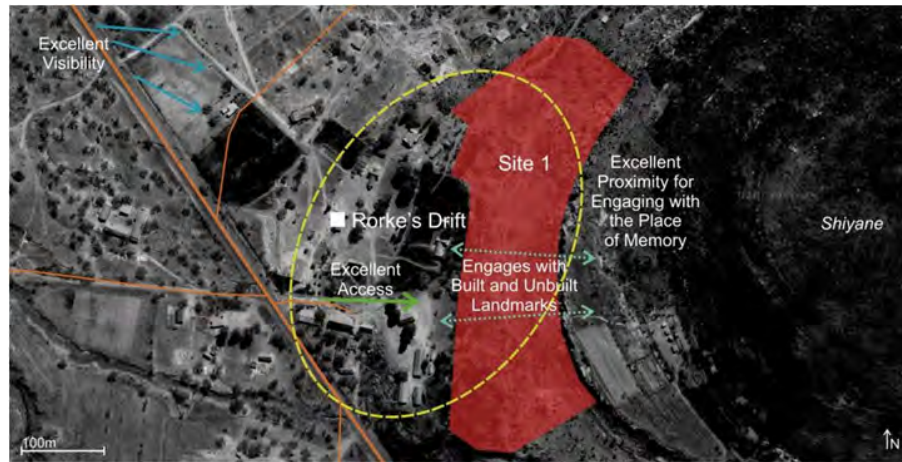 Excellent
Visibility
Site 1
Excellent
Proximity for
Engaging with
the Place
of Memory
Shiyane
Rorke's Drift
Excellent
Access
Engages with
Built and Unbuilt
Landmarks
100m
N